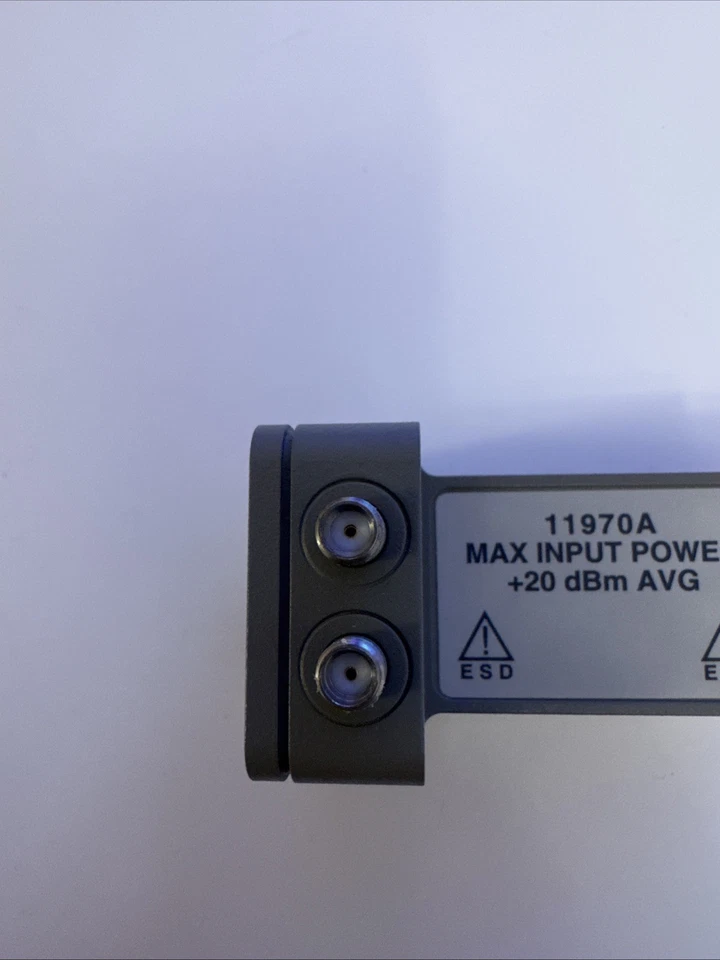 11970A
MAX INPUT POWE
+20 dBm AVG
!
ESD
E